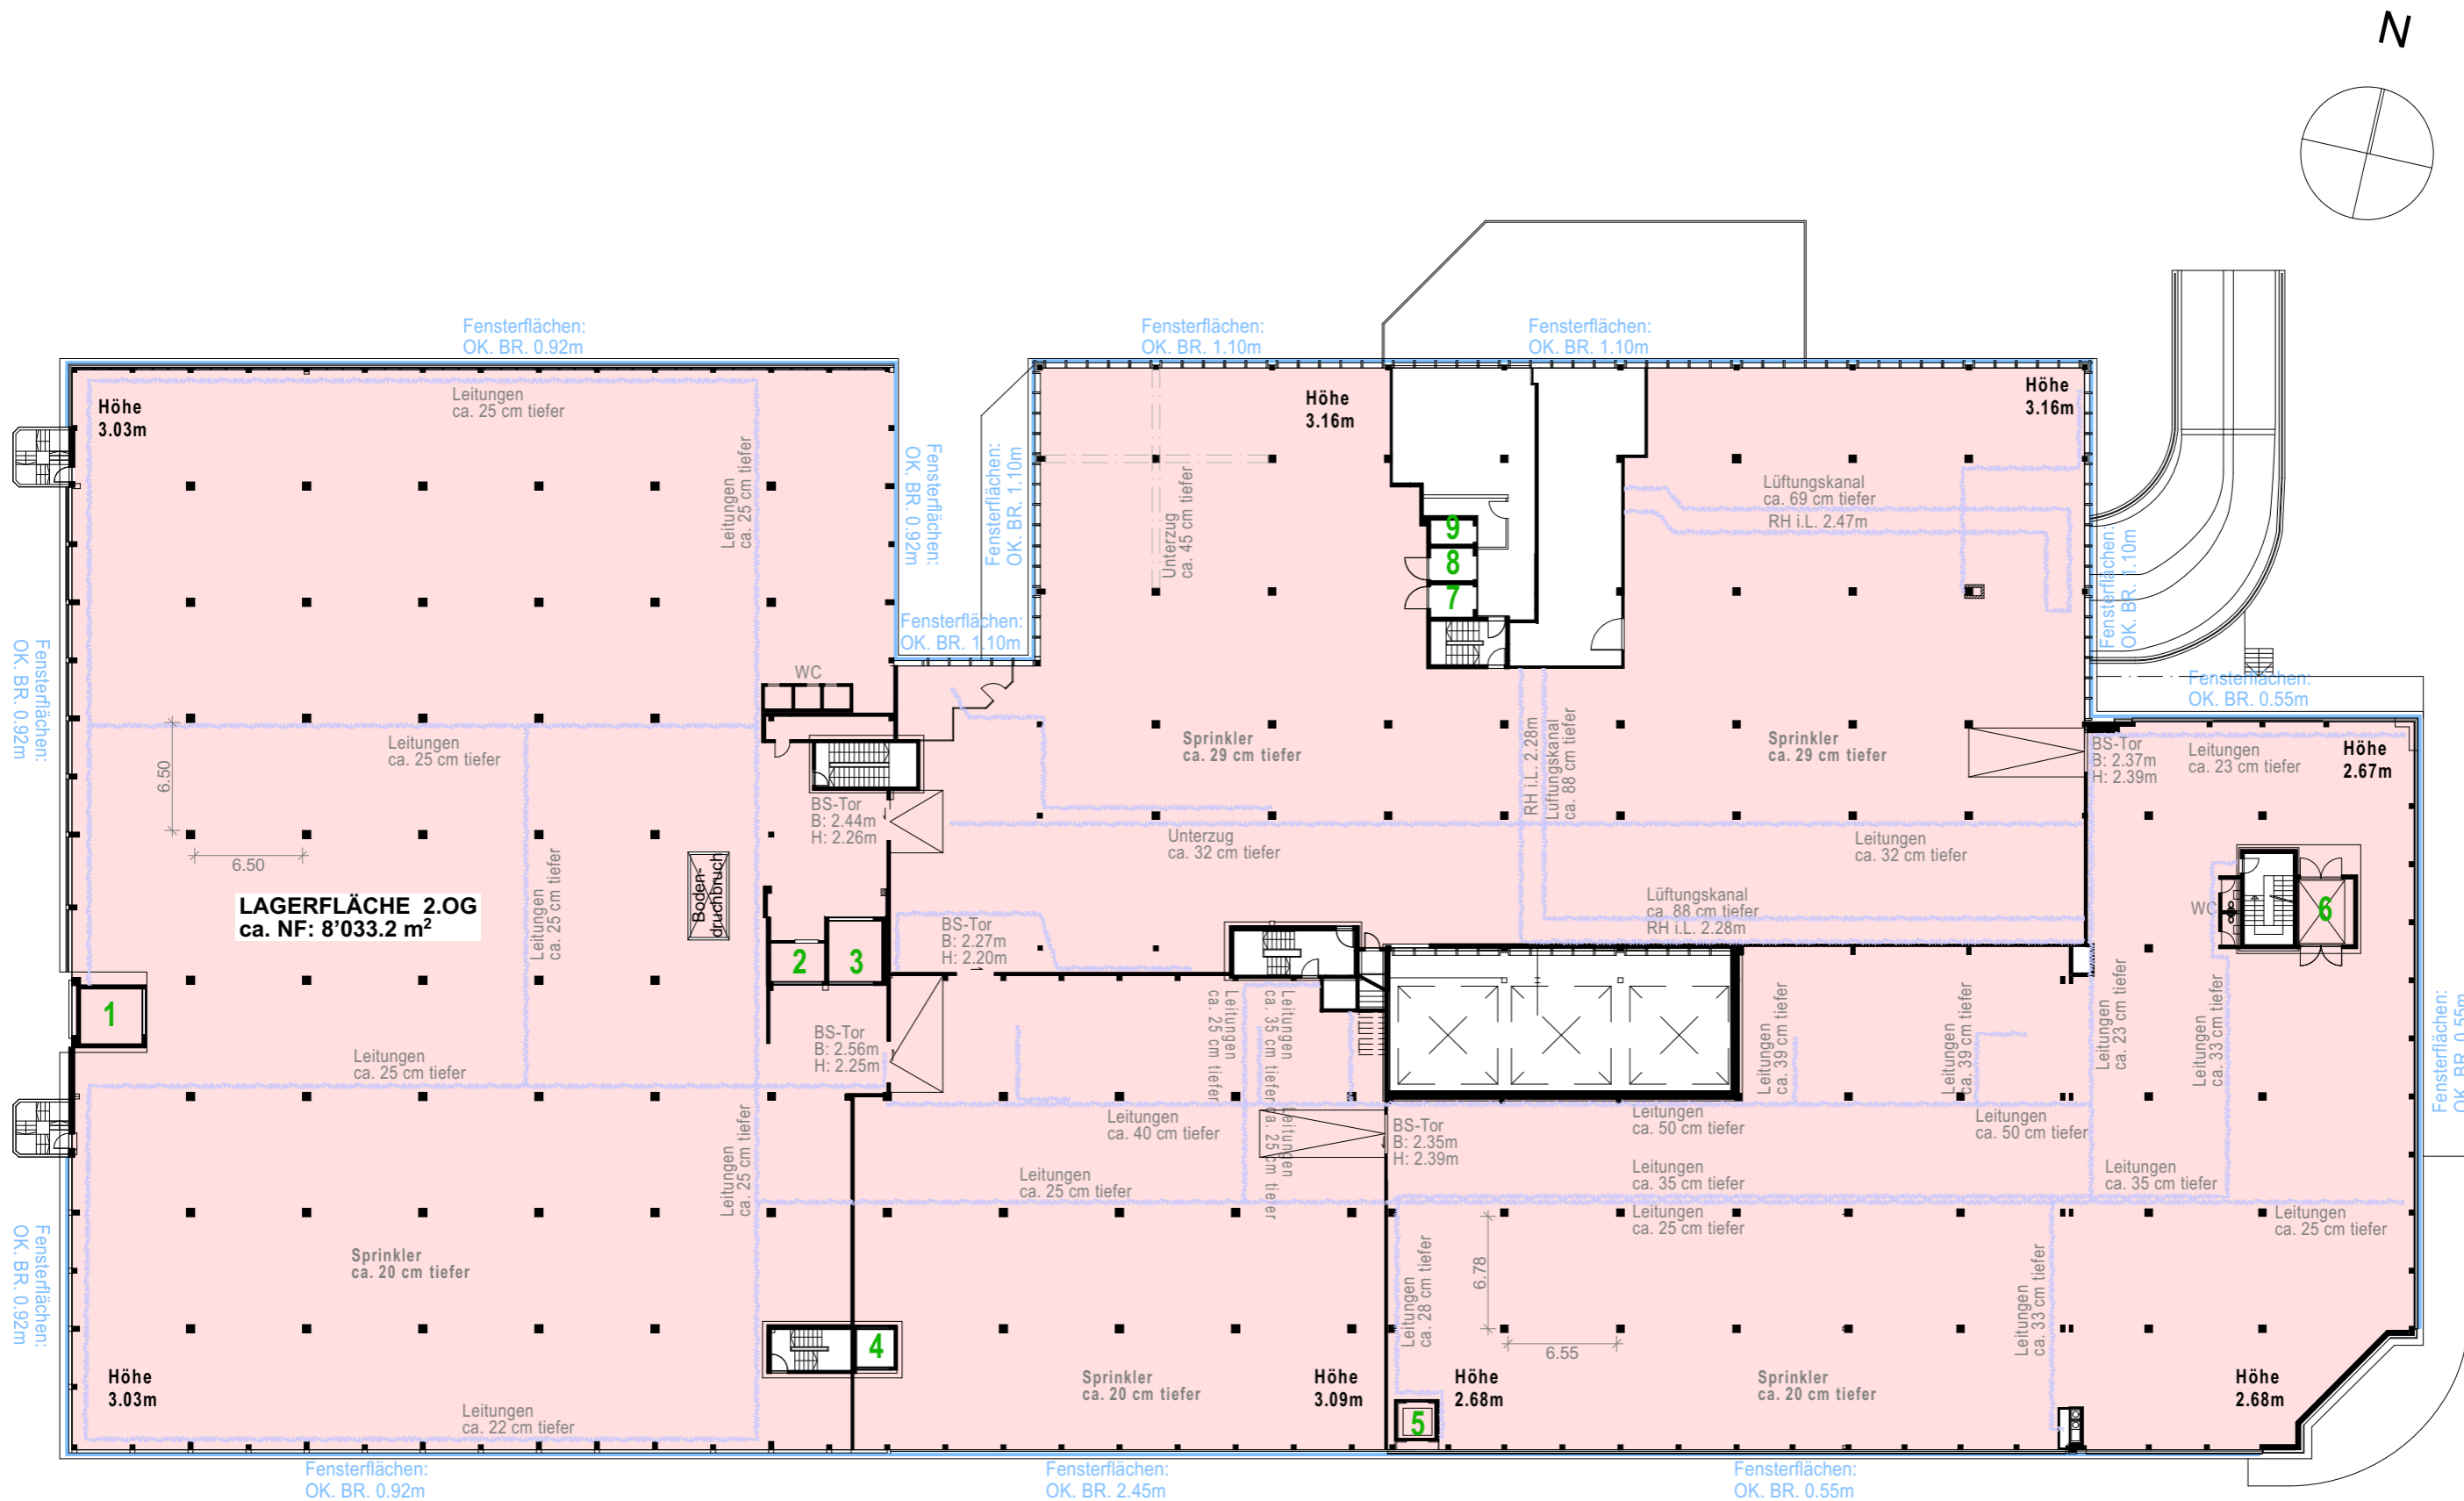 N
Fensterflächen:
OK. BR. 0.92m
Fensterflächen:
OK. BR. 1.10m
Fensterflächen:
OK. BR. 1.10m
Höhe
3.03m
Leitungen
ca. 25 cm tiefer
Leitungen
ca. 25 cm tiefer
Fensterflächen:
OK. BR. 0.92m
Fensterflächen:
OK. BR. 1.10m
Höhe
3.16m
Höhe
3.16m
Unterzug
ca. 45 cm tiefer
Lüftungskanal
ca. 69 cm tiefer
RH i.L. 2.47m
9
8
7
Fensterflächen:
OK. BR. 1.10m
Fensterflächen:
OK. BR. 1.10m
Fensterflächen:
OK. BR. 0.92m
WC
Fensterflächen:
OK. BR. 0.55m
Leitungen
ca. 25 cm tiefer
6.50
6.50
Sprinkler
ca. 29 cm tiefer
RH i.L. 2.28m
Lüftungskanal
ca. 88 cm tiefer
Sprinkler
ca. 29 cm tiefer
BS-Tor
B: 2.37m
H: 2.39m
Leitungen
ca. 23 cm tiefer
Höhe
2.67m
BS-Tor
B: 2.44m
H: 2.26m
Unterzug
ca. 32 cm tiefer
Leitungen
ca. 32 cm tiefer
Boden-
druchbruch
LAGERFLÄCHE 2.OG
ca. NF: 8’033.2 m²
Leitungen
ca. 25 cm tiefer
Lüftungskanal
ca. 88 cm tiefer
RH i.L. 2.28m
WC
6
BS-Tor
B: 2.27m
H: 2.20m
2
3
1
Leitungen
ca. 25 cm tiefer
BS-Tor
B: 2.56m
H: 2.25m
Leitungen
ca. 25 cm tiefer
Leitungen
ca. 35 cm tiefer
Leitungen
ca. 39 cm tiefer
Leitungen
ca. 39 cm tiefer
Leitungen
ca. 23 cm tiefer
Leitungen
ca. 33 cm tiefer
Fensterflächen:
OK. BR. 0.55m
Leitungen
ca. 25 cm tiefer
Leitungen
ca. 40 cm tiefer
Leitungen
ca. 25 cm tiefer
BS-Tor
B: 2.35m
H: 2.39m
Leitungen
ca. 50 cm tiefer
Leitungen
ca. 50 cm tiefer
Leitungen
ca. 25 cm tiefer
Leitungen
ca. 35 cm tiefer
Leitungen
ca. 35 cm tiefer
Leitungen
ca. 25 cm tiefer
Leitungen
ca. 25 cm tiefer
Fensterflächen:
OK. BR. 0.92m
Sprinkler
ca. 20 cm tiefer
Leitungen
ca. 28 cm tiefer
6.78
6.55
Leitungen
ca. 33 cm tiefer
4
Höhe
3.03m
Sprinkler
ca. 20 cm tiefer
Höhe
3.09m
Höhe
2.68m
Sprinkler
ca. 20 cm tiefer
Höhe
2.68m
Leitungen
ca. 22 cm tiefer
5
Fensterflächen:
OK. BR. 0.92m
Fensterflächen:
OK. BR. 2.45m
Fensterflächen:
OK. BR. 0.55m